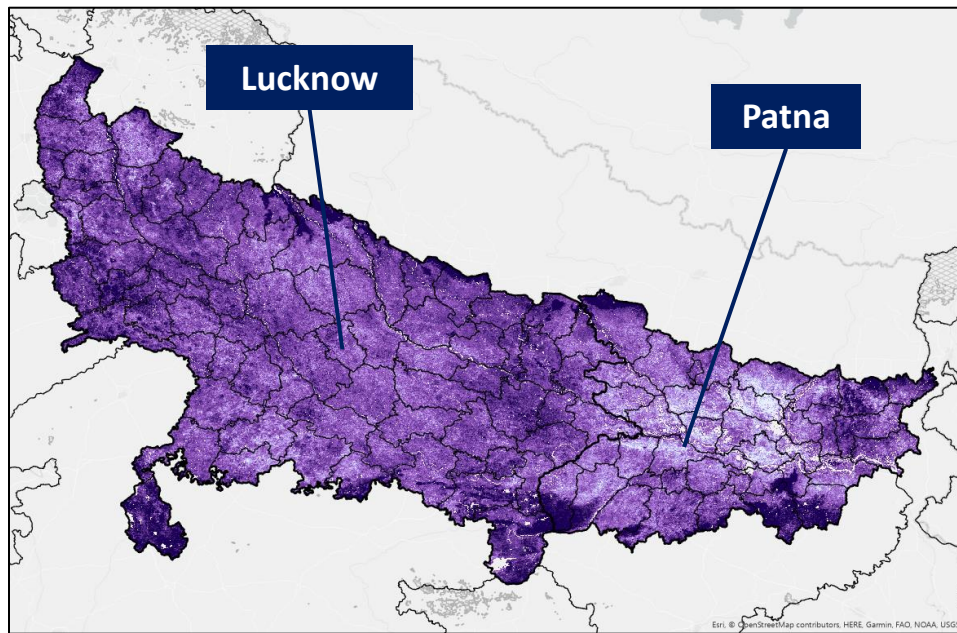 Lucknow
Patna
Esri, © OpenStreetMap contributors, HERE, Garmin, FAO, NOAA, USGS